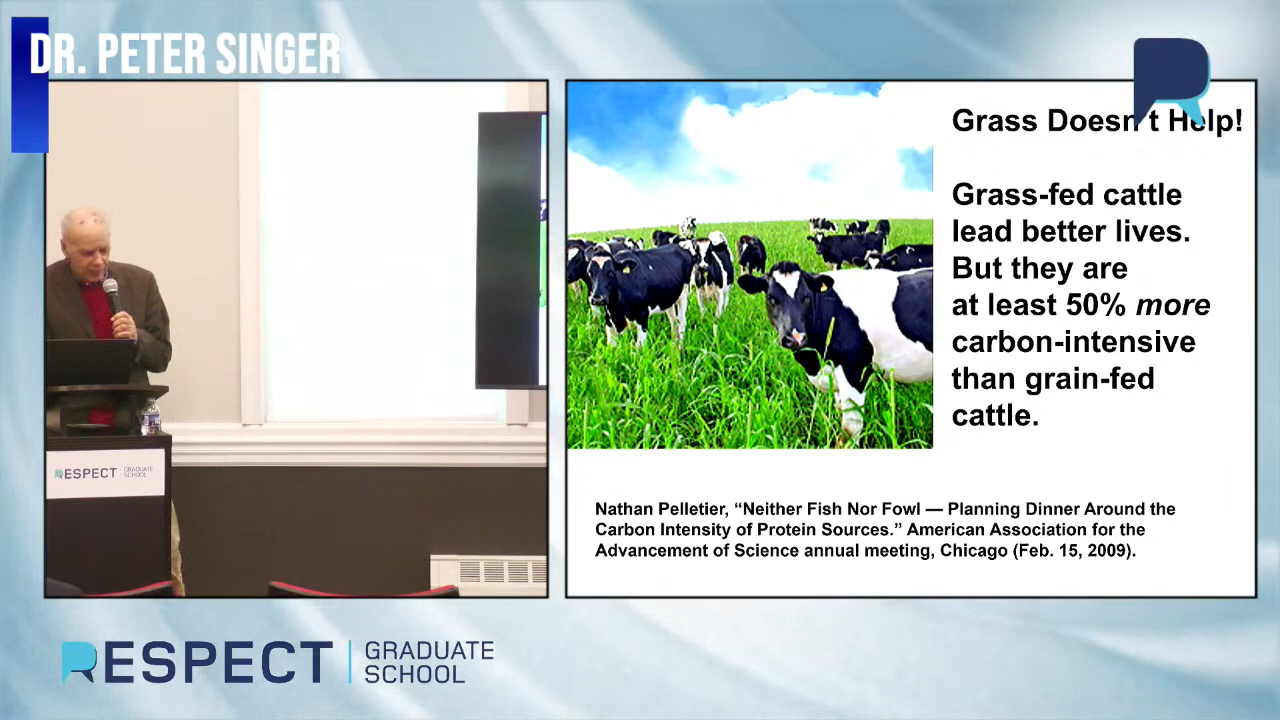 DR. PETER SINGER
Grass Doesn't Help!
Grass-fed cattle
lead better lives.
But they are
at least 50% more
carbon-intensive
than grain-fed
cattle.
Nathan Pelletier, “Neither Fish Nor Fowl — Planning Dinner Around the
Carbon Intensity of Protein Sources.” American Association for the
Advancement of Science annual meeting, Chicago (Feb. 15, 2009).
RESPECT GRADUATE
SCHOOL
RESPECT GRADUATE
SCHOOL